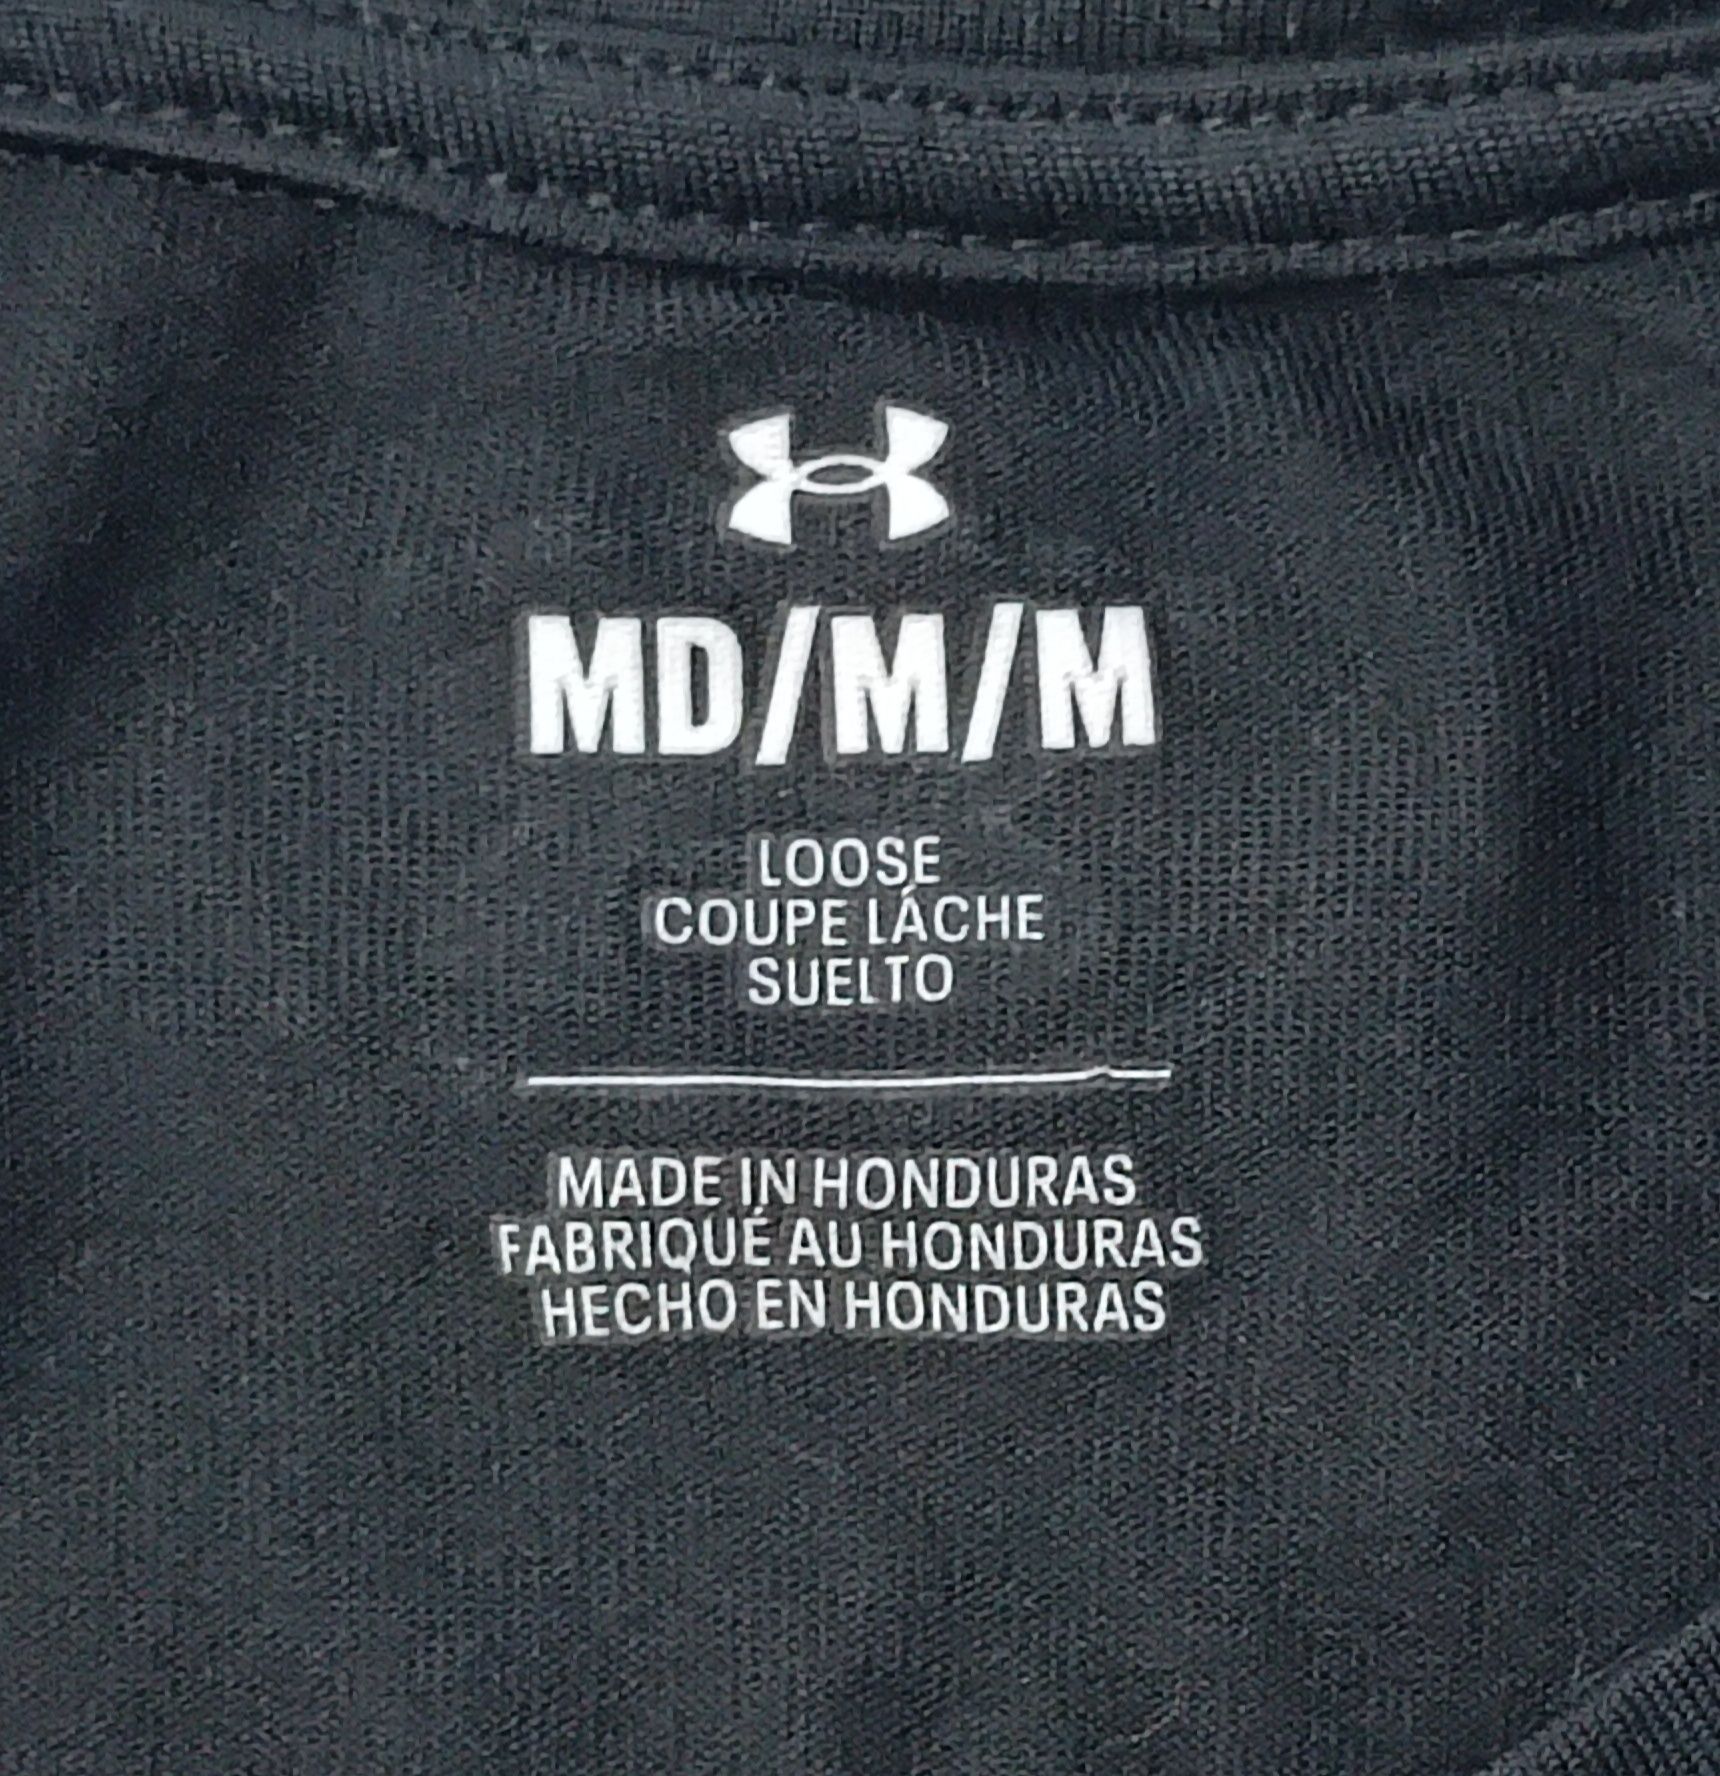 MD/M/M
LOOSE
COUPE LÂCHE
SUELTO
MADE IN HONDURAS
FABRIQUÉ AU HONDURAS
HECHO EN HONDURAS